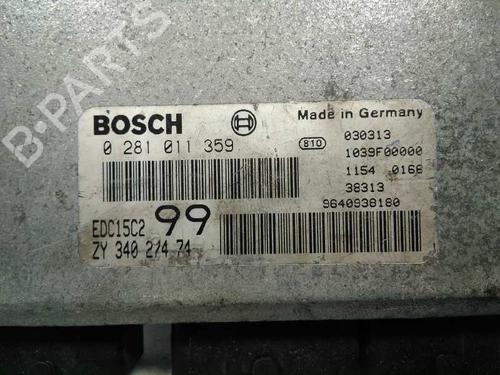 B-PARTS
BOSCH
Made in Germany
0 281 011 359
810
030313
1039F00000
1154 0166
38313
9640938180
EDC15C2
99
ZY 340 274 74